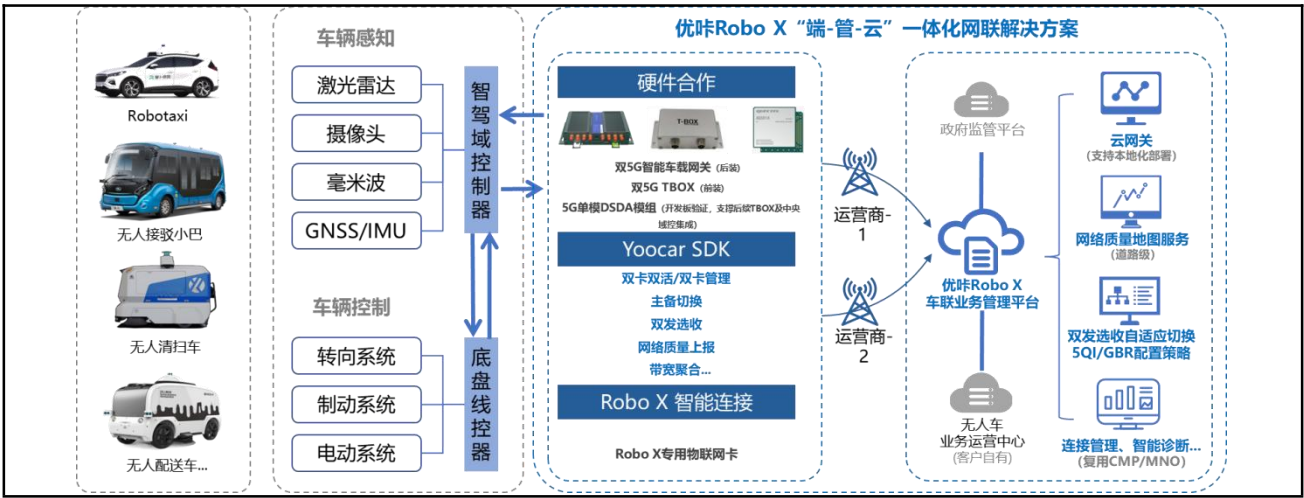 优咔Robo X“端-管-云”一体化网联解决方案
Robotaxi
无人接驳小巴
无人清扫车
无人配送车...
车辆感知
激光雷达
摄像头
毫米波
GNSS/IMU
车辆控制
转向系统
制动系统
电动系统
智驾域控制器
底盘线控器
硬件合作
T-BOX
双5G智能车载网关 (后装)
双5G TBOX (前装)
5G单模DSDA模组 (开发板验证，支撑后续TBOX及中央
域控集成)
Yoocar SDK
双卡双活/双卡管理
主备切换
双发选收
网络质量上报
带宽聚合...
Robo X 智能连接
Robo X专用物联网卡
运营商-
1
运营商-
2
政府监管平台
优咔Robo X
车联业务管理平台
无人车
业务运营中心
(客户自有)
云网关
(支持本地化部署)
网络质量地图服务
(道路级)
双发选收自适应切换
5QI/GBR配置策略
连接管理、智能诊断...
(复用CMP/MNO)